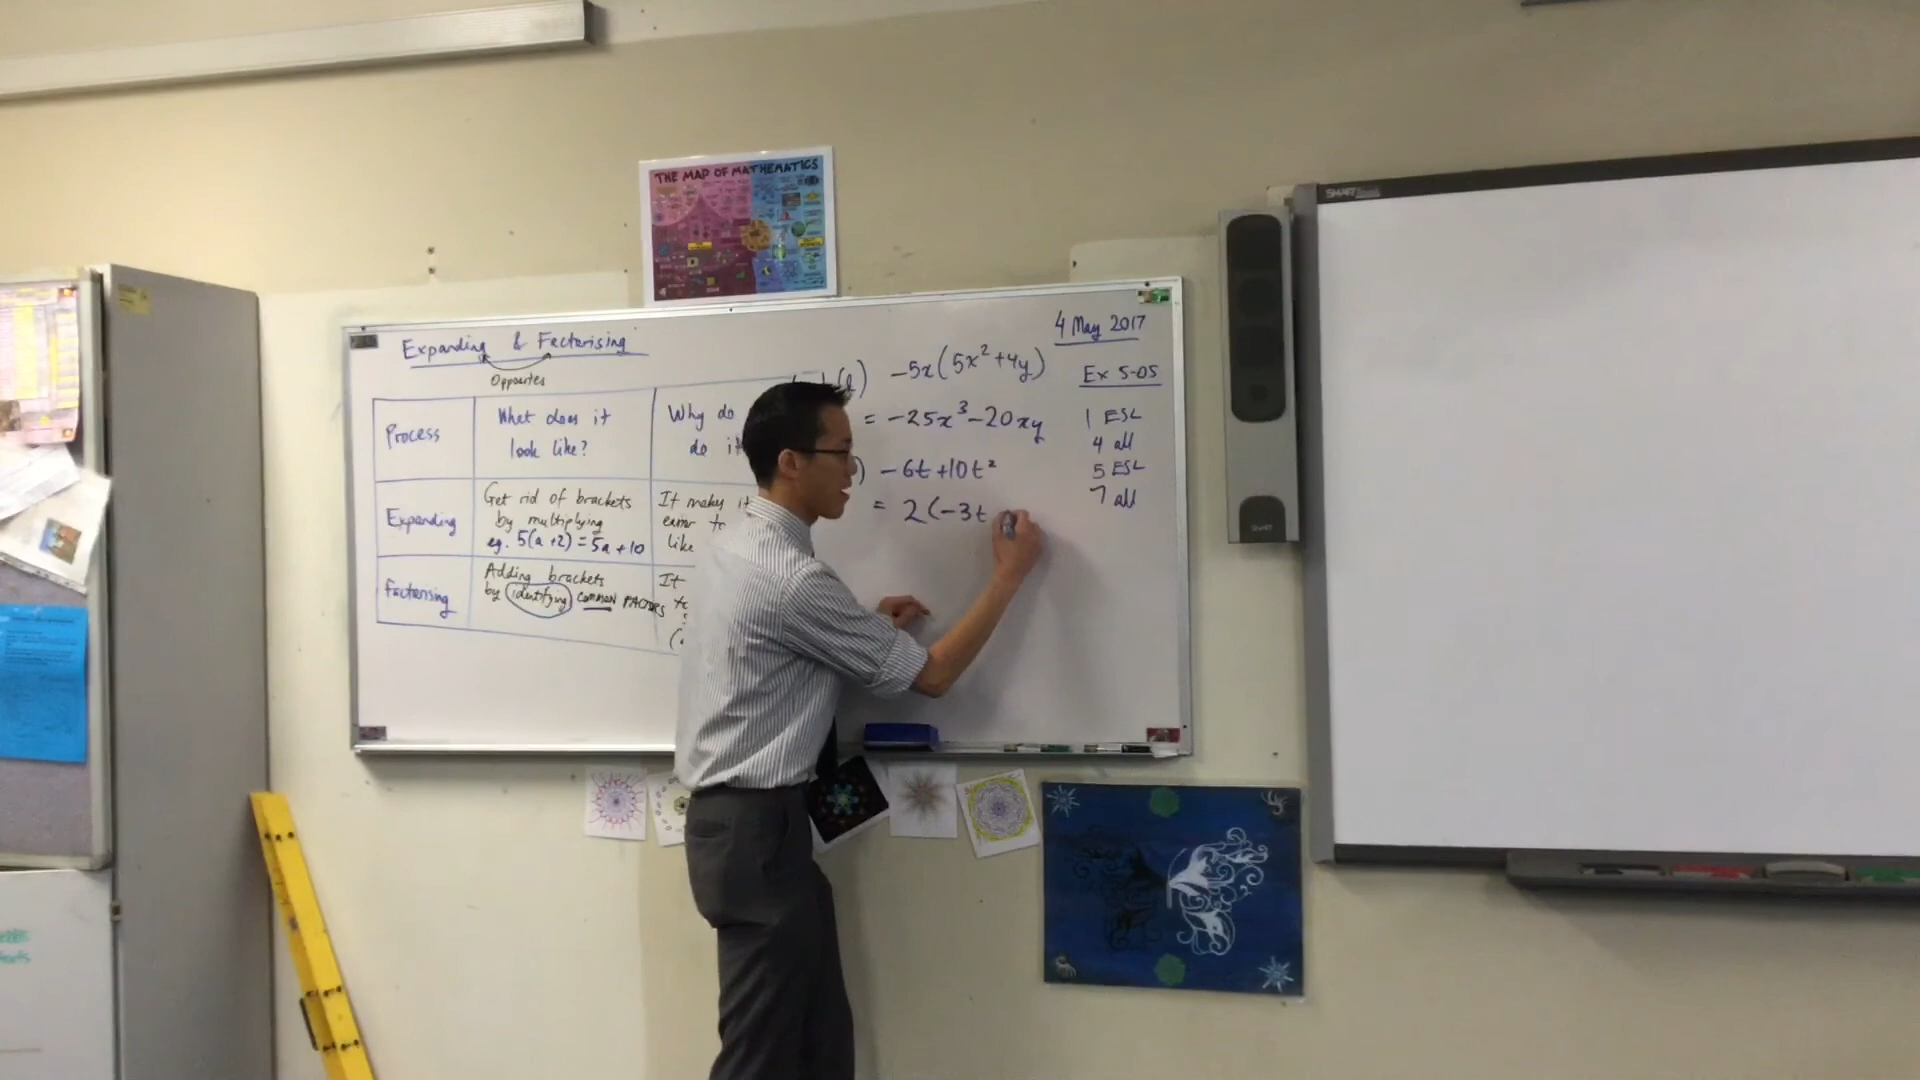 THE MAP OF MATHEMATICS
SMART
Expanding & Factorising
Opposites
Process
What does it
look like?
Why do
do it
Expanding
Get rid of brackets
by multiplying
eg. 5(a+2) = 5a + 10
It makes it
easier to
like
Factorising
Adding brackets
by identifying COMMON FACTORS
It
to
-5x(5x²+4y)
= -25x³-20xy
-6t+10t²
= 2(-3t
4 May 2017
Ex 5-05
1 ESL
4 all
5 ESL
7 all
SMART